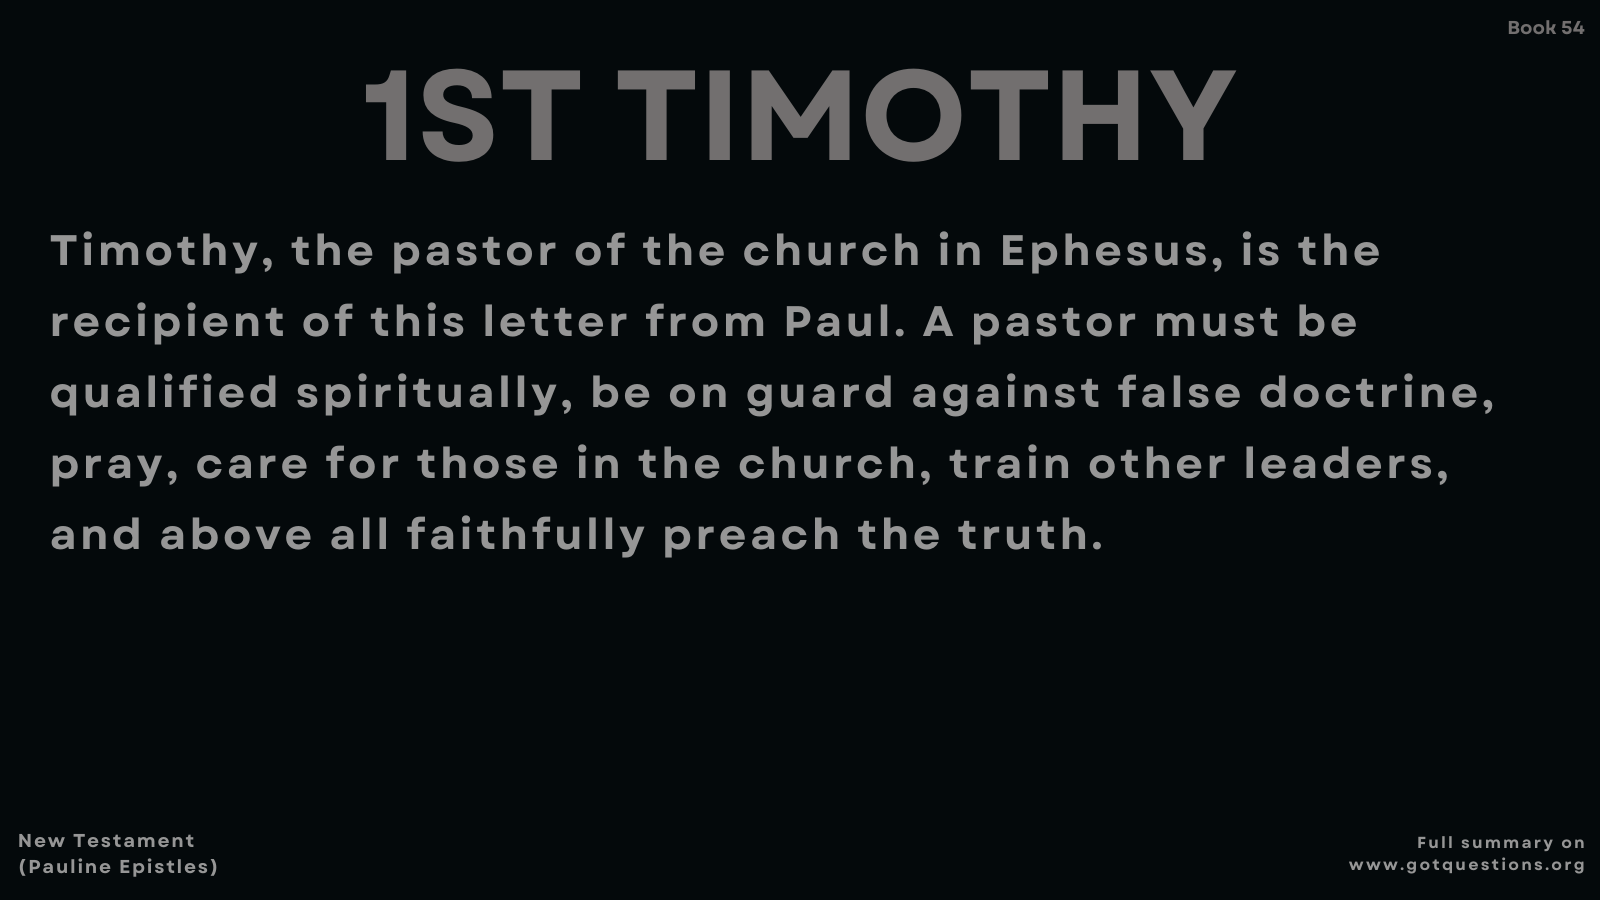 Book 54
1ST TIMOTHY
Timothy, the pastor of the church in Ephesus, is the
recipient of this letter from Paul. A pastor must be
qualified spiritually, be on guard against false doctrine,
pray, care for those in the church, train other leaders,
and above all faithfully preach the truth.
New Testament
(Pauline Epistles)
Full summary on
www.gotquestions.org